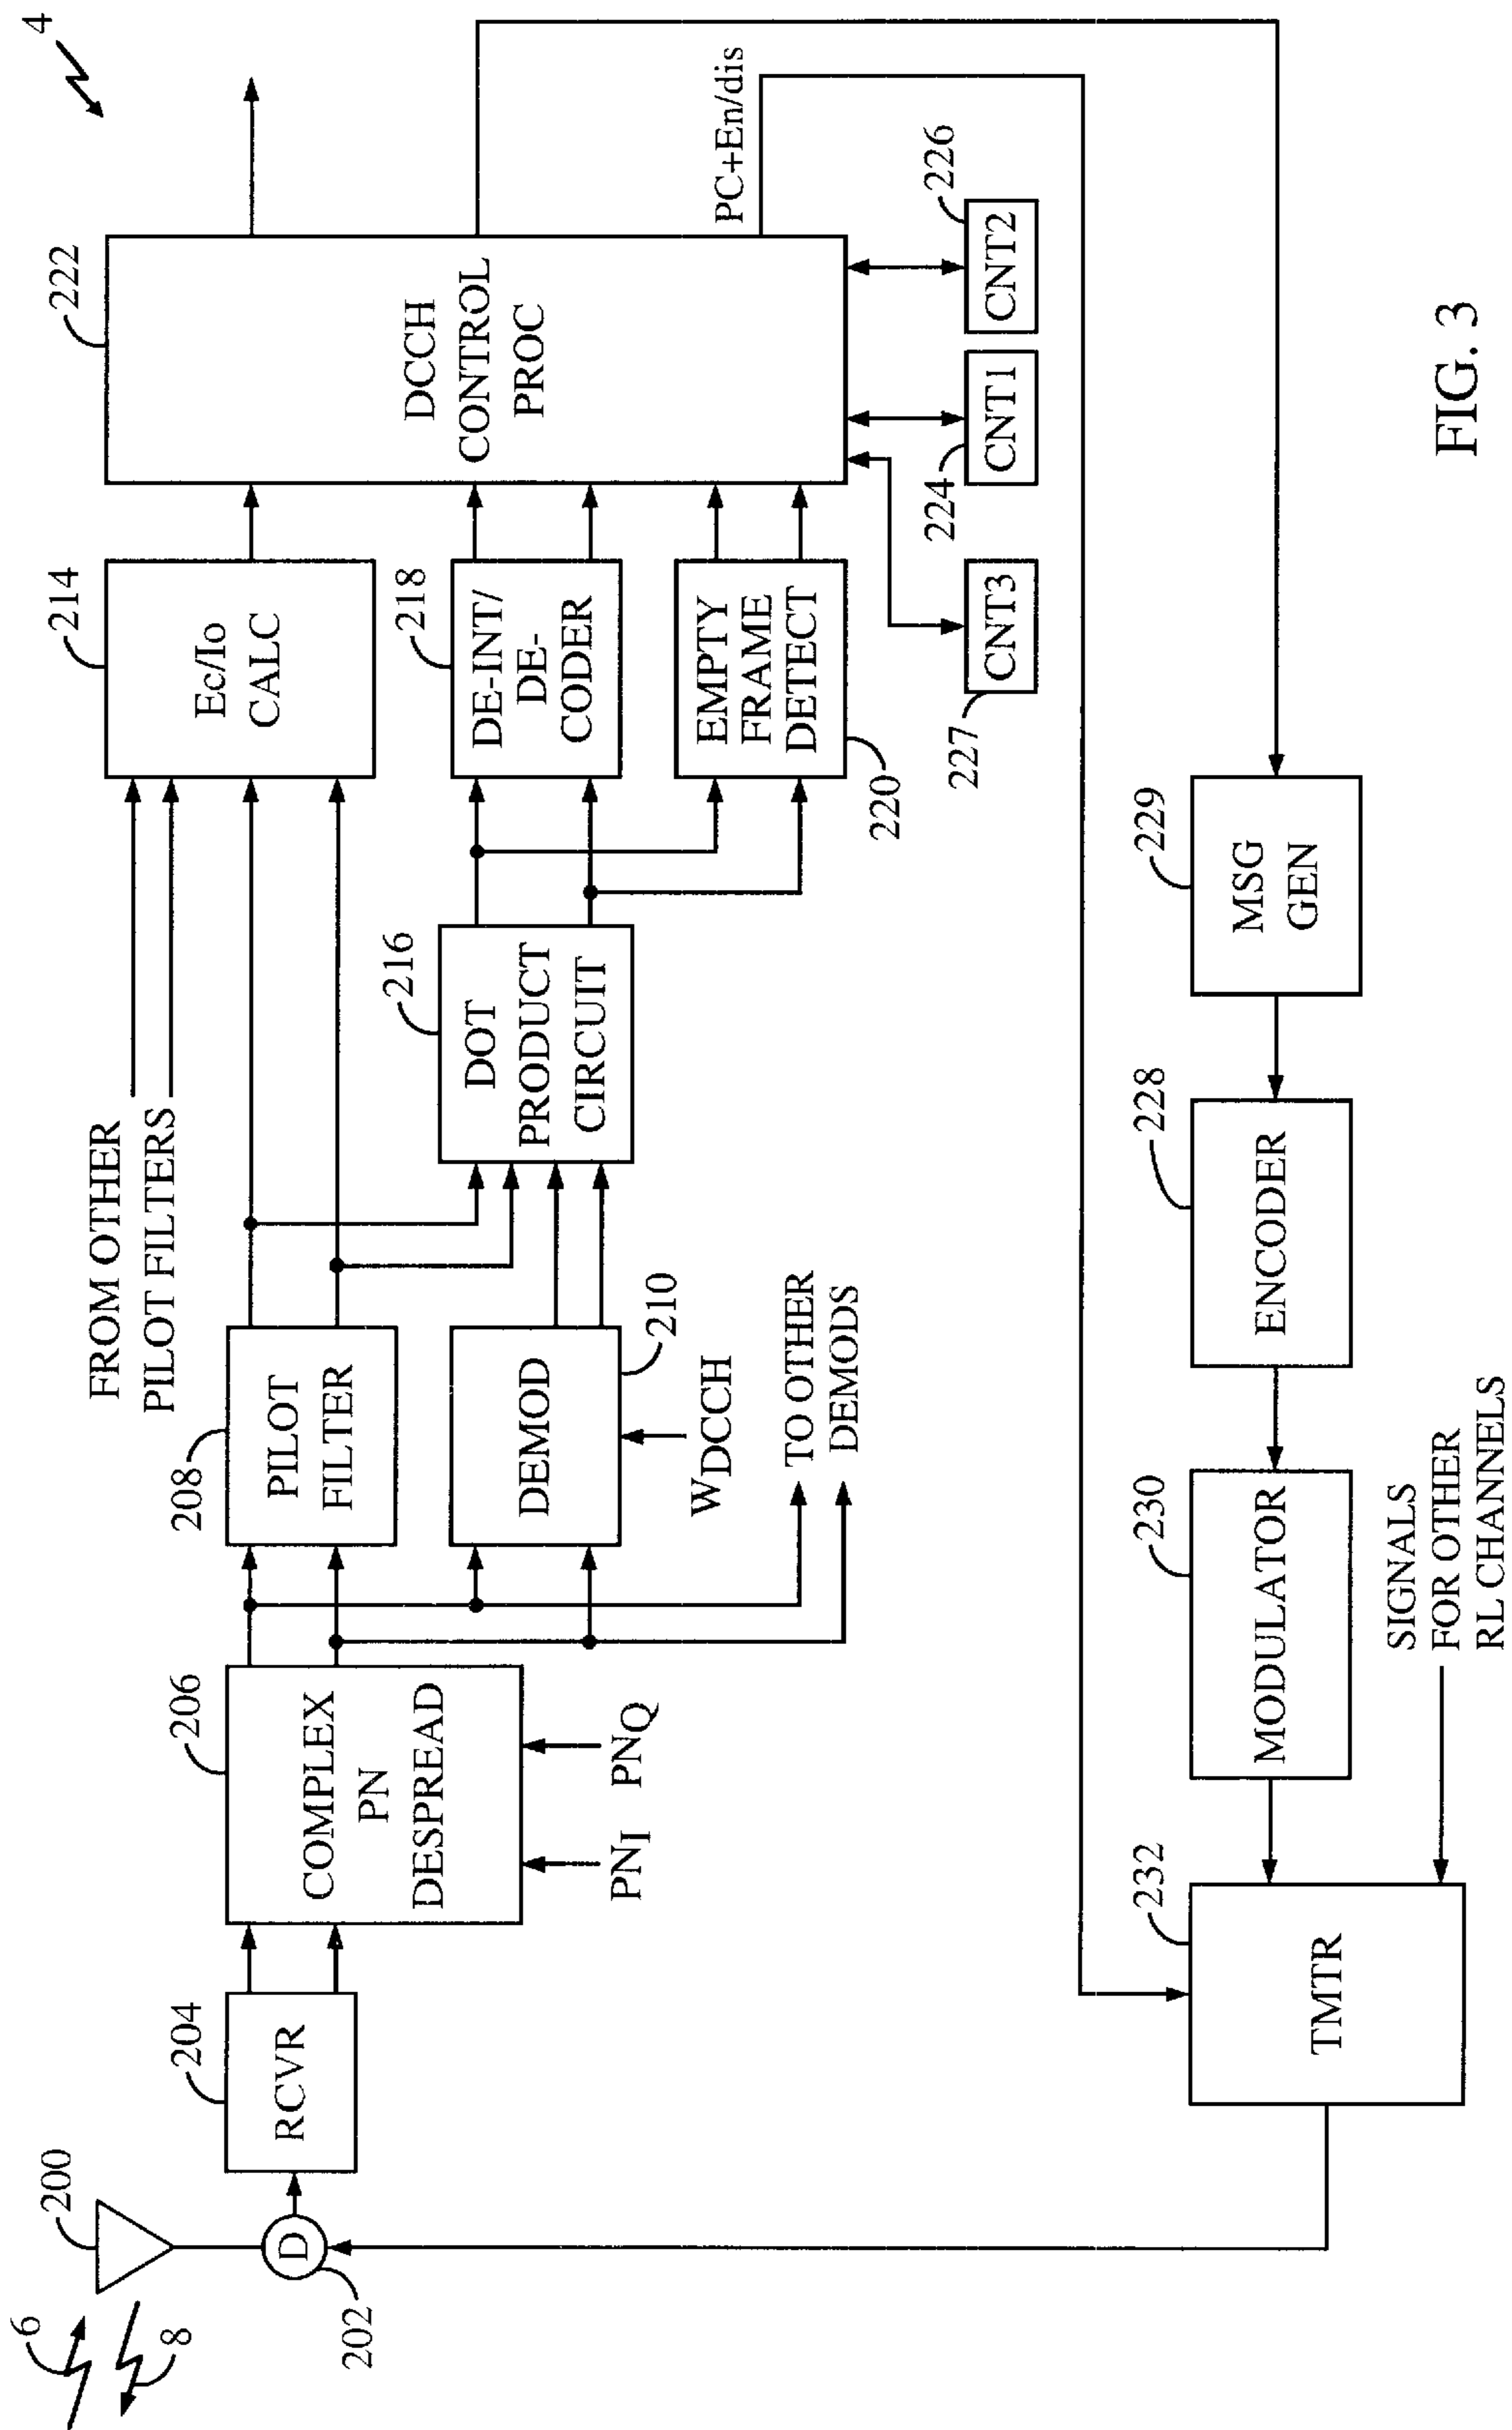 4
6
8
200
D
202
204
RCVR
206
COMPLEX
PN
DESPREAD
PNI
PNQ
208
PILOT
FILTER
210
DEMOD
WDCCH
TO OTHER
DEMODS
FROM OTHER
PILOT FILTERS
214
Ec/Io
CALC
216
DOT
PRODUCT
CIRCUIT
218
DE-INT/
DE-
CODER
220
EMPTY
FRAME
DETECT
222
DCCH
CONTROL
PROC
PC+En/dis
227
CNT3
224
CNT1
226
CNT2
229
MSG
GEN
228
ENCODER
230
MODULATOR
232
TMTR
SIGNALS
FOR OTHER
RL CHANNELS
FIG. 3